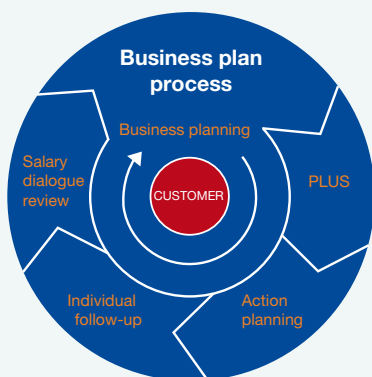 Business plan
process
Business planning
Salary
dialogue
review
CUSTOMER
PLUS
Individual
follow-up
Action
planning